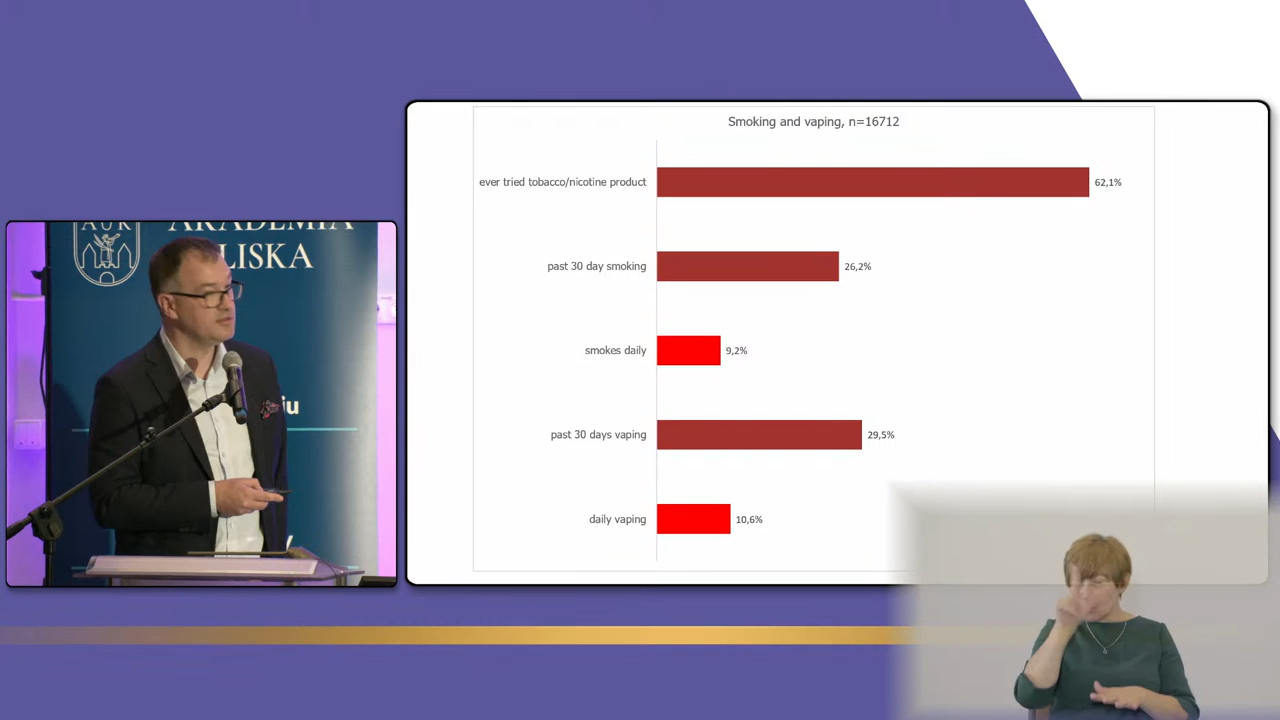 Smoking and vaping, n=16712
ever tried tobacco/nicotine product
62,1%
past 30 day smoking
26,2%
smokes daily
9,2%
past 30 days vaping
29,5%
daily vaping
10,6%
AUK
AKADEMIA